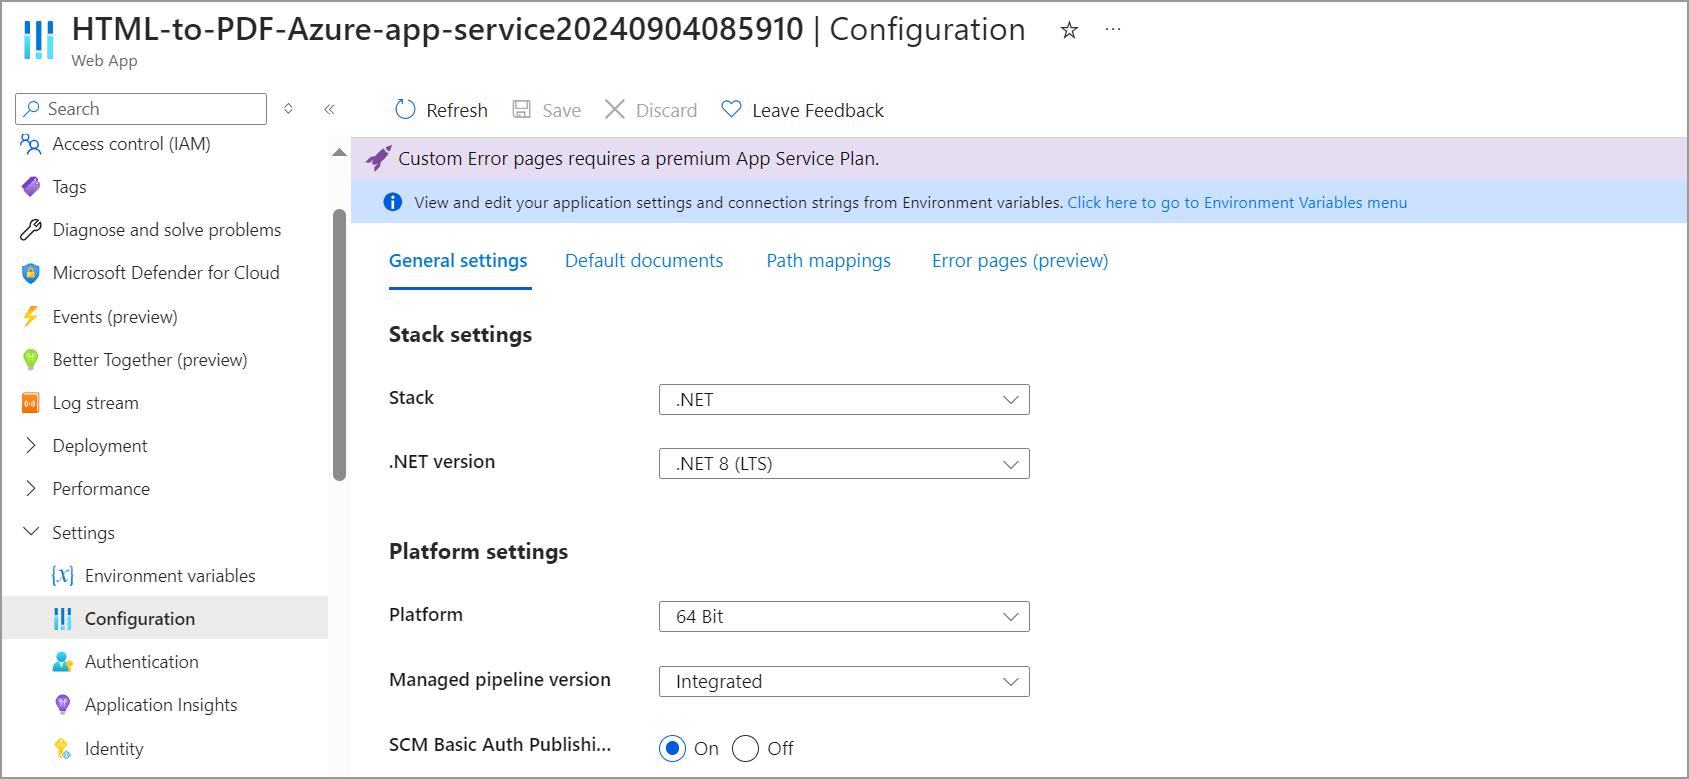 HTML-to-PDF-Azure-app-service20240904085910 | Configuration
Web App
Search
Refresh Save Discard Leave Feedback
Access control (IAM)
Tags
Diagnose and solve problems
Microsoft Defender for Cloud
Events (preview)
Better Together (preview)
Log stream
Deployment
Performance
Settings
Environment variables
Configuration
Authentication
Application Insights
Identity
Custom Error pages requires a premium App Service Plan.
View and edit your application settings and connection strings from Environment variables. Click here to go to Environment Variables menu
General settings Default documents Path mappings Error pages (preview)
Stack settings
Stack .NET
.NET version .NET 8 (LTS)
Platform settings
Platform 64 Bit
Managed pipeline version Integrated
SCM Basic Auth Publishi... On Off